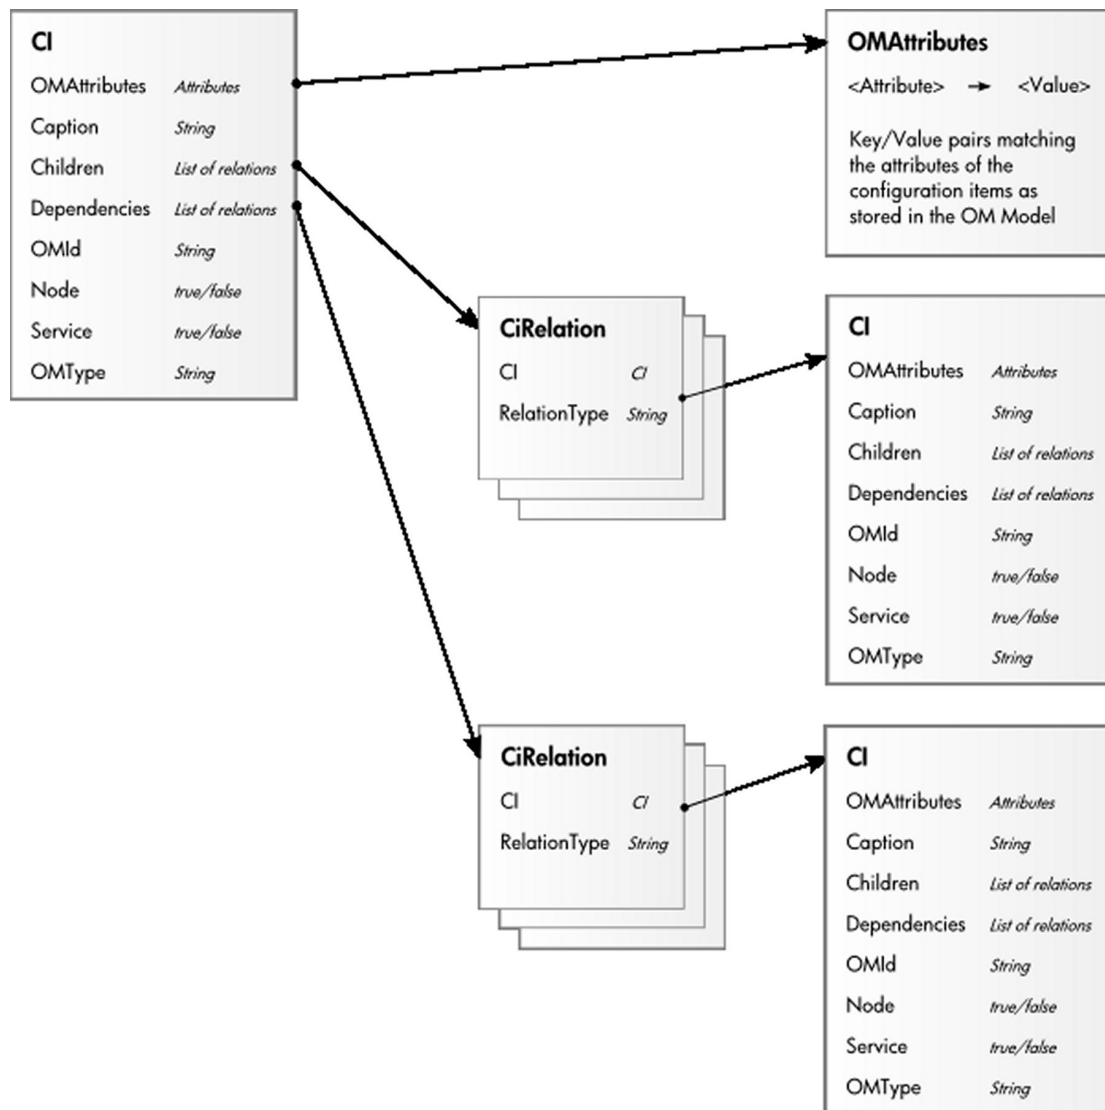 CI
OMAttributes Attributes
Caption String
Children List of relations
Dependencies List of relations
OMId String
Node true/false
Service true/false
OMType String
OMAttributes
<Attribute> → <Value>
Key/Value pairs matching
the attributes of the
configuration items as
stored in the OM Model
CiRelation
CI CI
RelationType String
CI
OMAttributes Attributes
Caption String
Children List of relations
Dependencies List of relations
OMId String
Node true/false
Service true/false
OMType String
CiRelation
CI CI
RelationType String
CI
OMAttributes Attributes
Caption String
Children List of relations
Dependencies List of relations
OMId String
Node true/false
Service true/false
OMType String